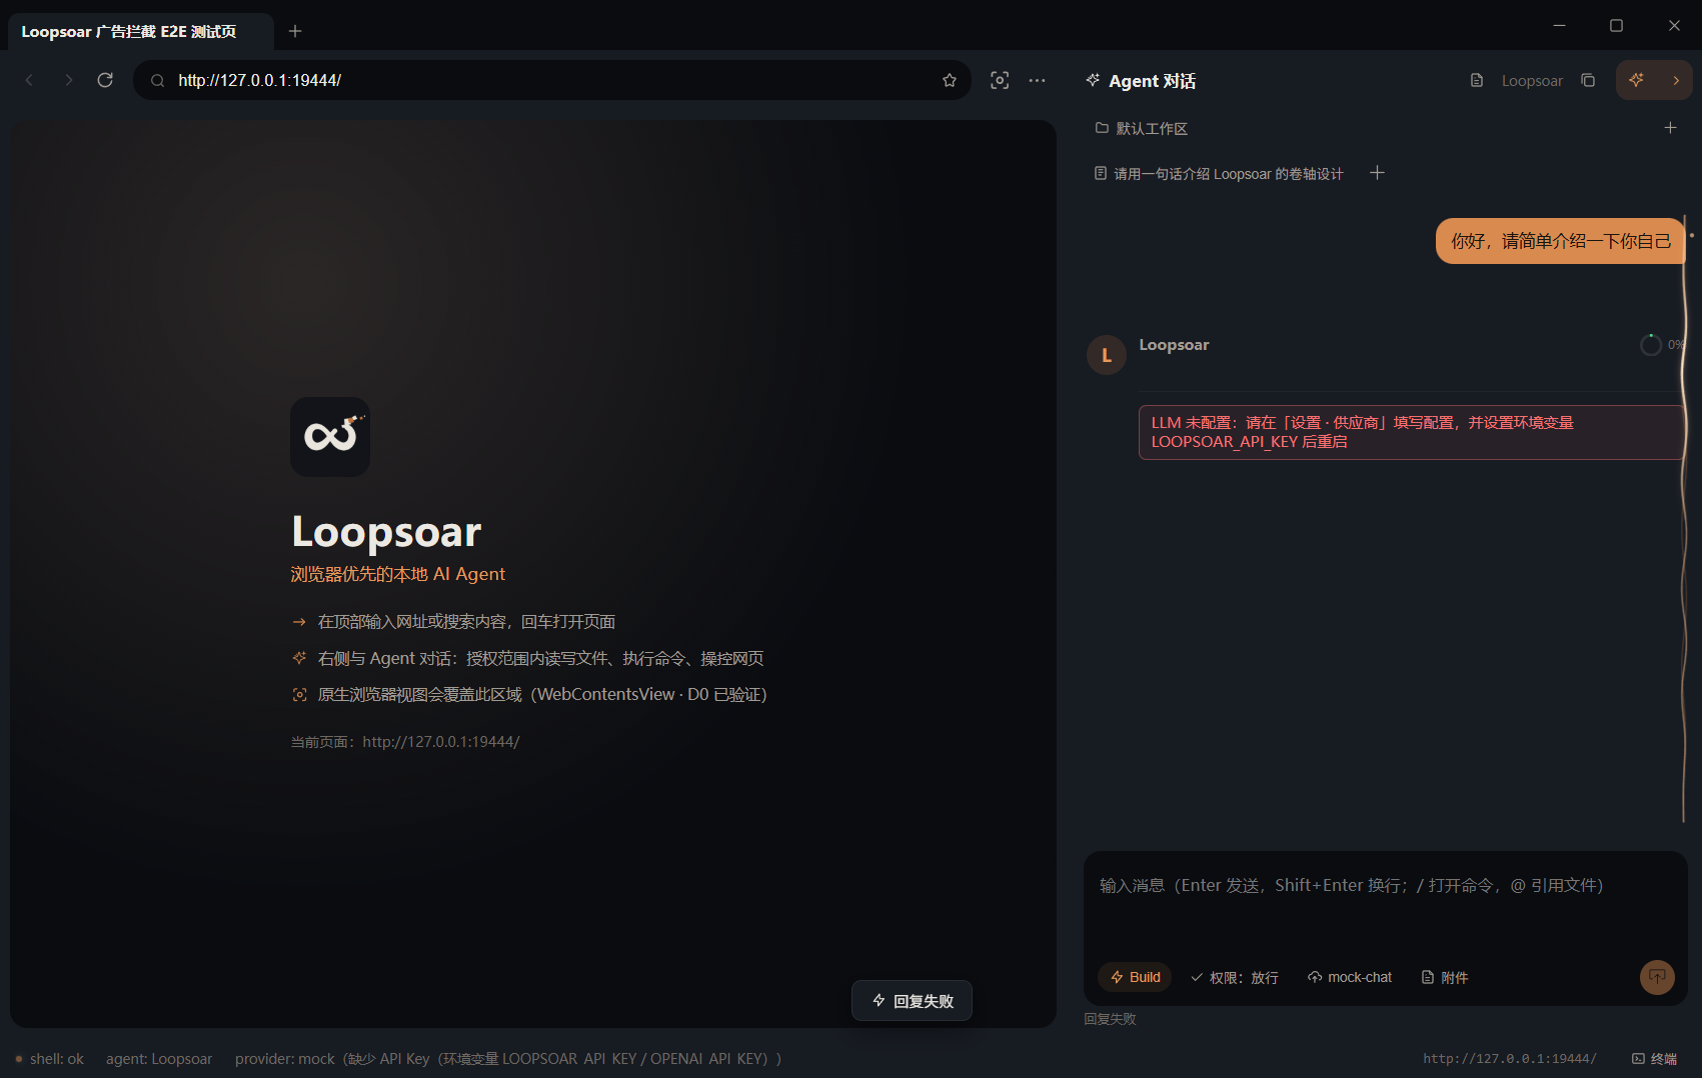 Loopsoar 广告拦截 E2E 测试页
http://127.0.0.1:19444/
Agent 对话
Loopsoar
默认工作区
请用一句话介绍 Loopsoar 的卷轴设计
你好，请简单介绍一下你自己
L
Loopsoar
0%
LLM 未配置：请在「设置 · 供应商」填写配置，并设置环境变量
LOOPSOAR_API_KEY 后重启
Loopsoar
浏览器优先的本地 AI Agent
在顶部输入网址或搜索内容，回车打开页面
右侧与 Agent 对话：授权范围内读写文件、执行命令、操控网页
原生浏览器视图会覆盖此区域（WebContentsView · D0 已验证）
当前页面：http://127.0.0.1:19444/
回复失败
输入消息（Enter 发送，Shift+Enter 换行；/ 打开命令，@ 引用文件）
Build
权限：放行
mock-chat
附件
回复失败
shell: ok
agent: Loopsoar
provider: mock（缺少 API Key（环境变量 LOOPSOAR_API_KEY / OPENAI_API_KEY））
http://127.0.0.1:19444/
终端